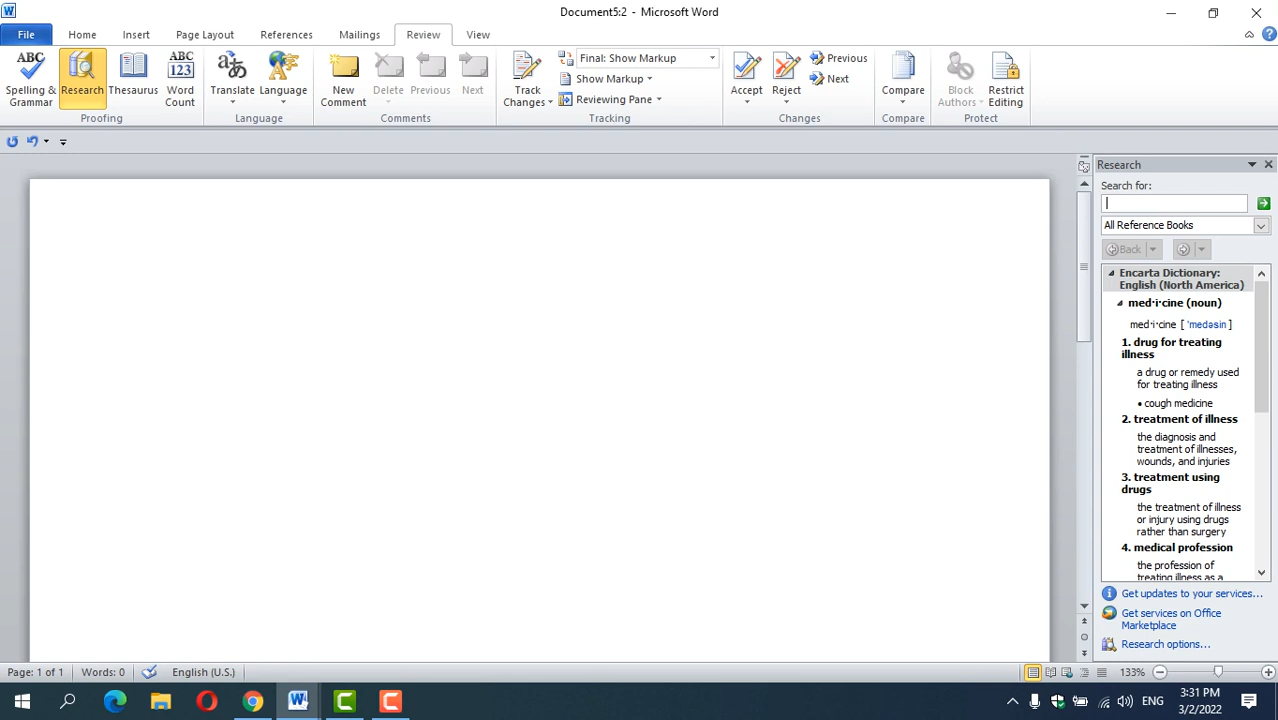 Document5:2 - Microsoft Word
File Home Insert Page Layout References Mailings Review View
ABC Spelling & Grammar
Research
Thesaurus
ABC 123 Word Count
Proofing
Translate
Language
Language
New Comment
Delete
Previous
Next
Comments
Track Changes
Final: Show Markup
Show Markup
Reviewing Pane
Tracking
Accept
Reject
Previous
Next
Changes
Compare
Compare
Block Authors
Restrict Editing
Protect
Research
Search for:
All Reference Books
Back
Encarta Dictionary:
English (North America)
med·i·cine (noun)
med·i·cine [ 'medəsin ]
1. drug for treating
illness
a drug or remedy used
for treating illness
• cough medicine
2. treatment of illness
the diagnosis and
treatment of illnesses,
wounds, and injuries
3. treatment using
drugs
the treatment of illness
or injury using drugs
rather than surgery
4. medical profession
the profession of
treating illness as a
Get updates to your services...
Get services on Office
Marketplace
Research options...
Page: 1 of 1 Words: 0 English (U.S.) 133%
ENG
3:31 PM
3/2/2022